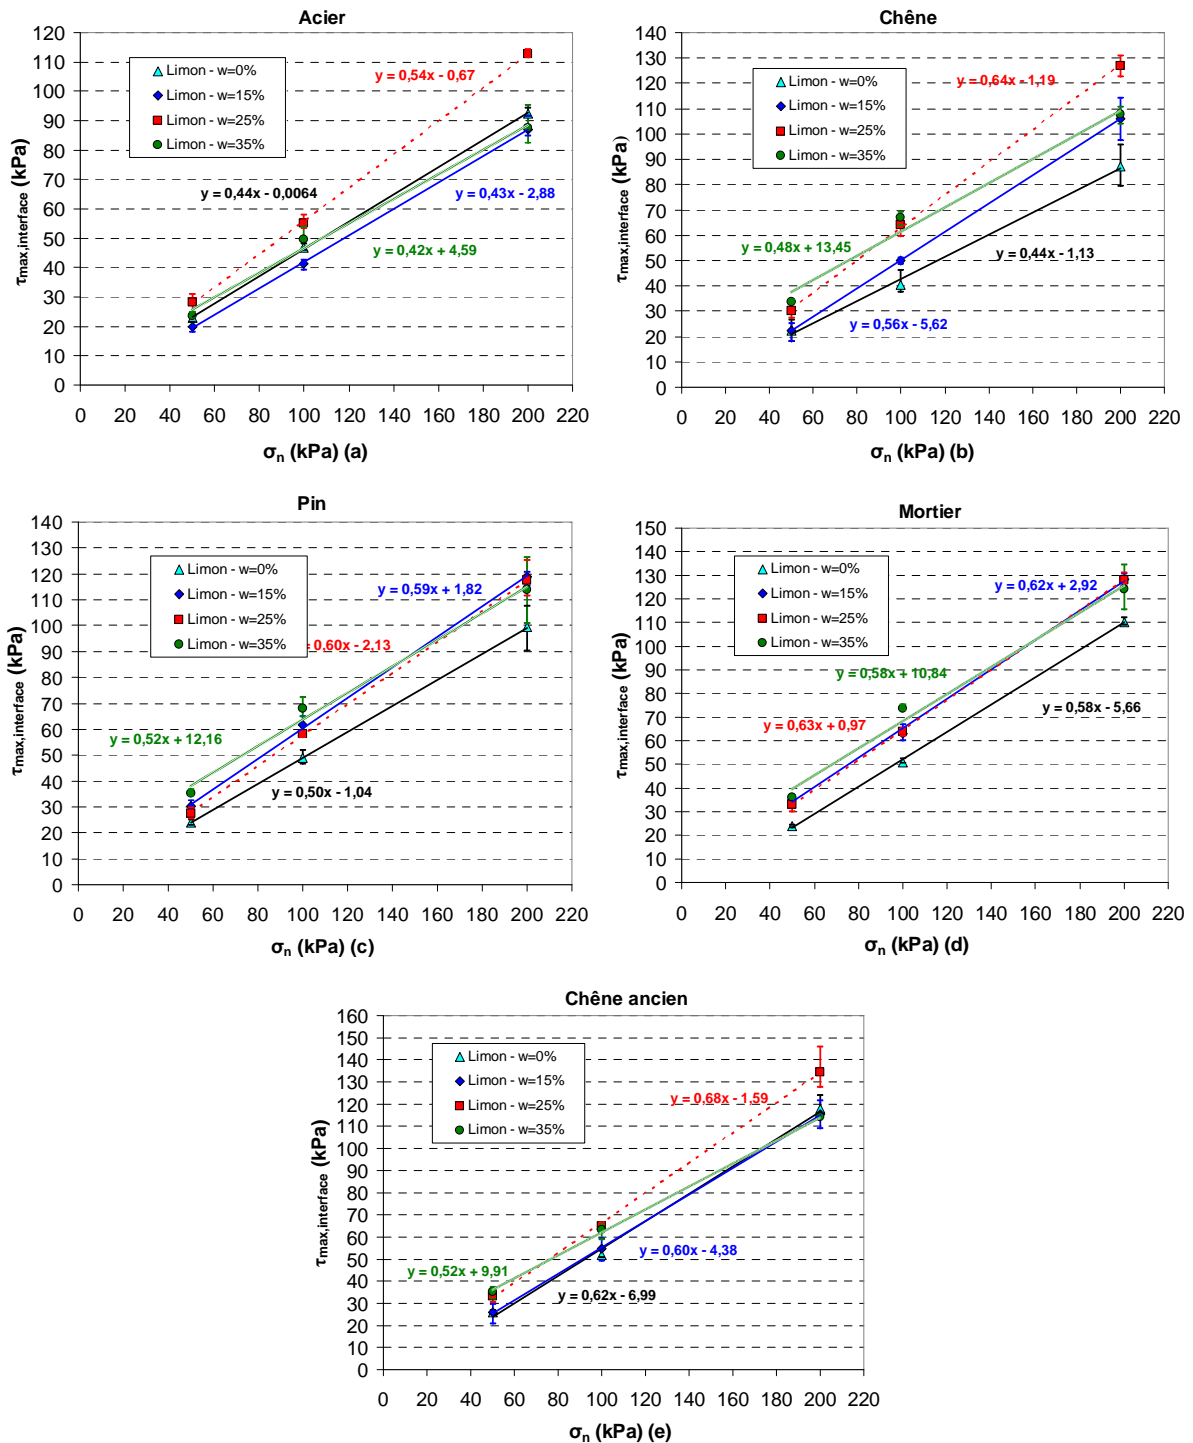 Acier
τmax,interface (kPa)
120
110
100
90
80
70
60
50
40
30
20
10
0
Limon - w=0%
Limon - w=15%
Limon - w=25%
Limon - w=35%
y = 0,54x - 0,67
y = 0,44x - 0,0064
y = 0,43x - 2,88
y = 0,42x + 4,59
0 20 40 60 80 100 120 140 160 180 200 220
σn (kPa) (a)
Chêne
τmax,interface (kPa)
140
130
120
110
100
90
80
70
60
50
40
30
20
10
0
Limon - w=0%
Limon - w=15%
Limon - w=25%
Limon - w=35%
y = 0,64x - 1,19
y = 0,48x + 13,45
y = 0,44x - 1,13
y = 0,56x - 5,62
0 20 40 60 80 100 120 140 160 180 200 220
σn (kPa) (b)
Pin
τmax,interface (kPa)
140
130
120
110
100
90
80
70
60
50
40
30
20
10
0
Limon - w=0%
Limon - w=15%
Limon - w=25%
Limon - w=35%
y = 0,59x + 1,82
= 0,60x - 2,13
y = 0,52x + 12,16
y = 0,50x - 1,04
0 20 40 60 80 100 120 140 160 180 200 220
σn (kPa) (c)
Mortier
τmax,interface (kPa)
150
140
130
120
110
100
90
80
70
60
50
40
30
20
10
0
Limon - w=0%
Limon - w=15%
Limon - w=25%
Limon - w=35%
y = 0,62x + 2,92
y = 0,58x + 10,84
y = 0,58x - 5,66
y = 0,63x + 0,97
0 20 40 60 80 100 120 140 160 180 200 220
σn (kPa) (d)
Chêne ancien
τmax,interface (kPa)
160
150
140
130
120
110
100
90
80
70
60
50
40
30
20
10
0
Limon - w=0%
Limon - w=15%
Limon - w=25%
Limon - w=35%
y = 0,68x - 1,59
y = 0,60x - 4,38
y = 0,52x + 9,91
y = 0,62x - 6,99
0 20 40 60 80 100 120 140 160 180 200 220
σn (kPa) (e)